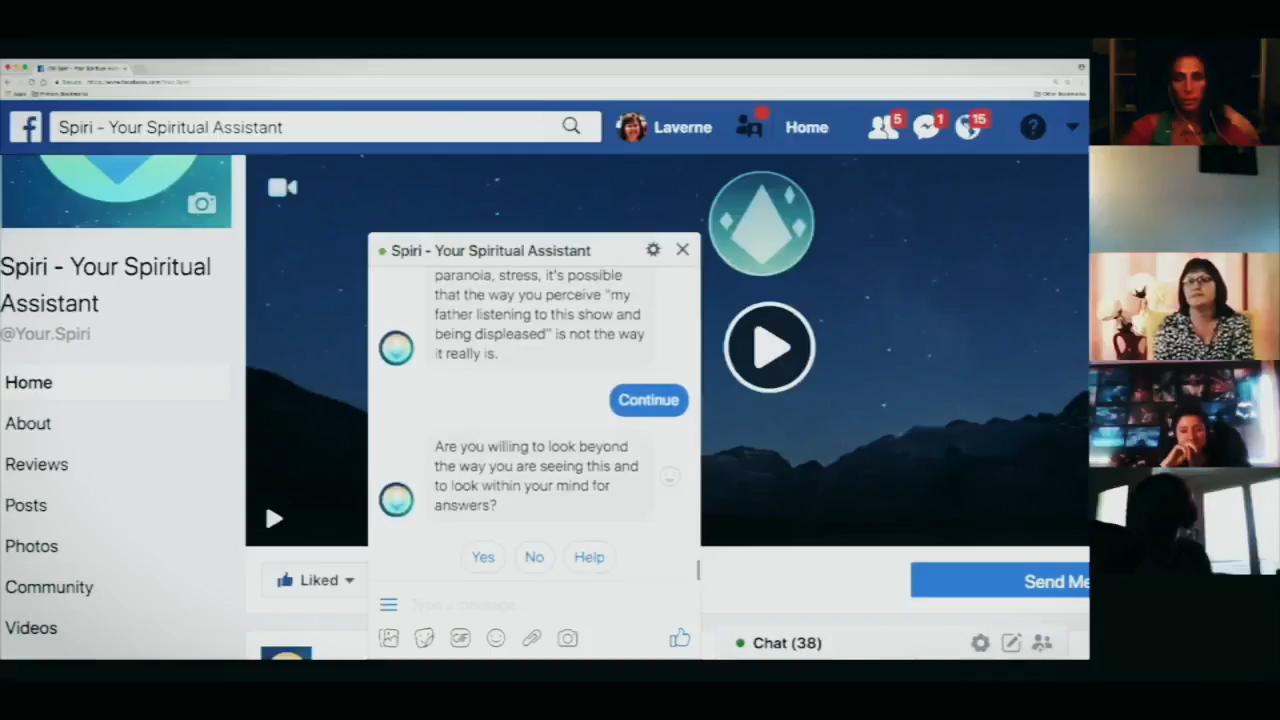 Spiri - Your Spiritual Assistant
Laverne
Home
5
1
15
Spiri - Your Spiritual
Assistant
@Your.Spiri
Home
About
Reviews
Posts
Photos
Community
Videos
Spiri - Your Spiritual Assistant
paranoia, stress, it's possible
that the way you perceive "my
father listening to this show and
being displeased" is not the way
it really is.
Continue
Are you willing to look beyond
the way you are seeing this and
to look within your mind for
answers?
Yes
No
Help
Type a message...
GIF
Liked
Send Me
Chat (38)